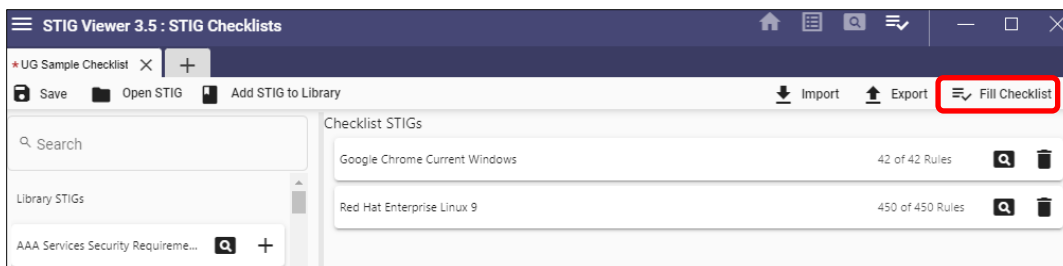 STIG Viewer 3.5 : STIG Checklists
*UG Sample Checklist
Save Open STIG Add STIG to Library Import Export Fill Checklist
Search
Checklist STIGs
Google Chrome Current Windows 42 of 42 Rules
Library STIGs
Red Hat Enterprise Linux 9 450 of 450 Rules
AAA Services Security Requireme...